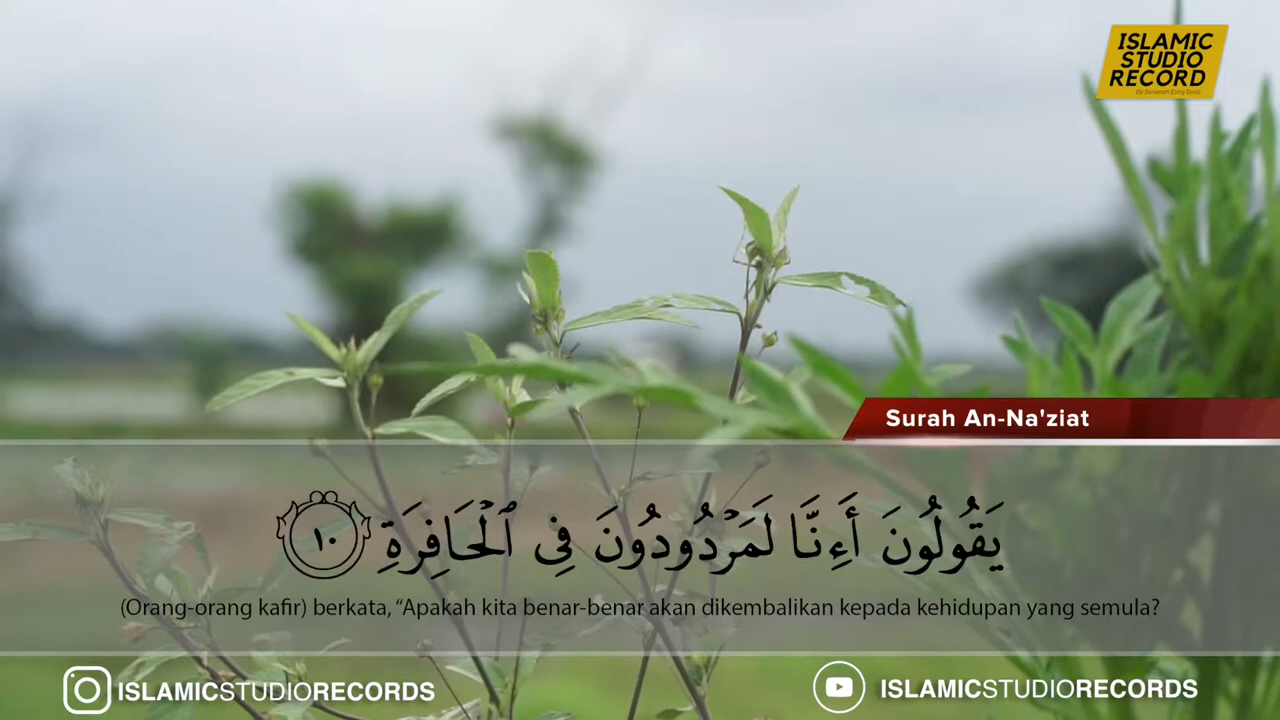 ISLAMIC
STUDIO
RECORD
Surah An-Na'ziat
يَقُولُونَ أَءِنَّا لَمَرْدُودُونَ فِى ٱلْحَافِرَةِ ١٠
(Orang-orang kafir) berkata, “Apakah kita benar-benar akan dikembalikan kepada kehidupan yang semula?
ISLAMICSTUDIORECORDS
ISLAMICSTUDIORECORDS